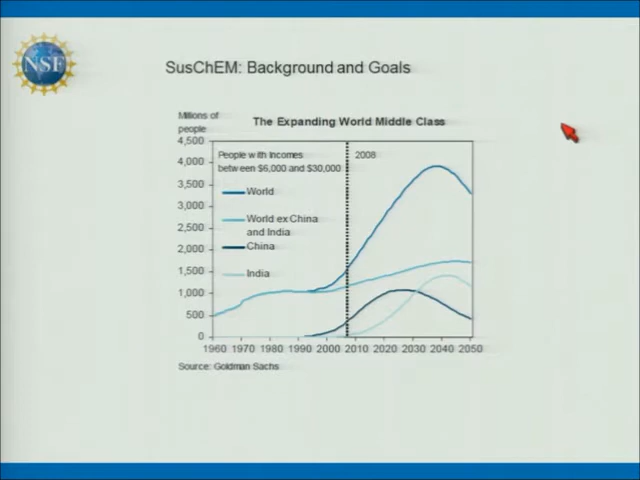 NSF
SusChEM: Background and Goals
Millions of
people
The Expanding World Middle Class
4,500
4,500
4,000
3,500
3,000
2,500
2,000
1,500
1,000
500
0
People with Incomes
between $6,000 and $30,000
2008
World
World ex China
and India
China
India
1960 1970 1980 1990 2000 2010 2020 2030 2040 2050
Source: Goldman Sachs